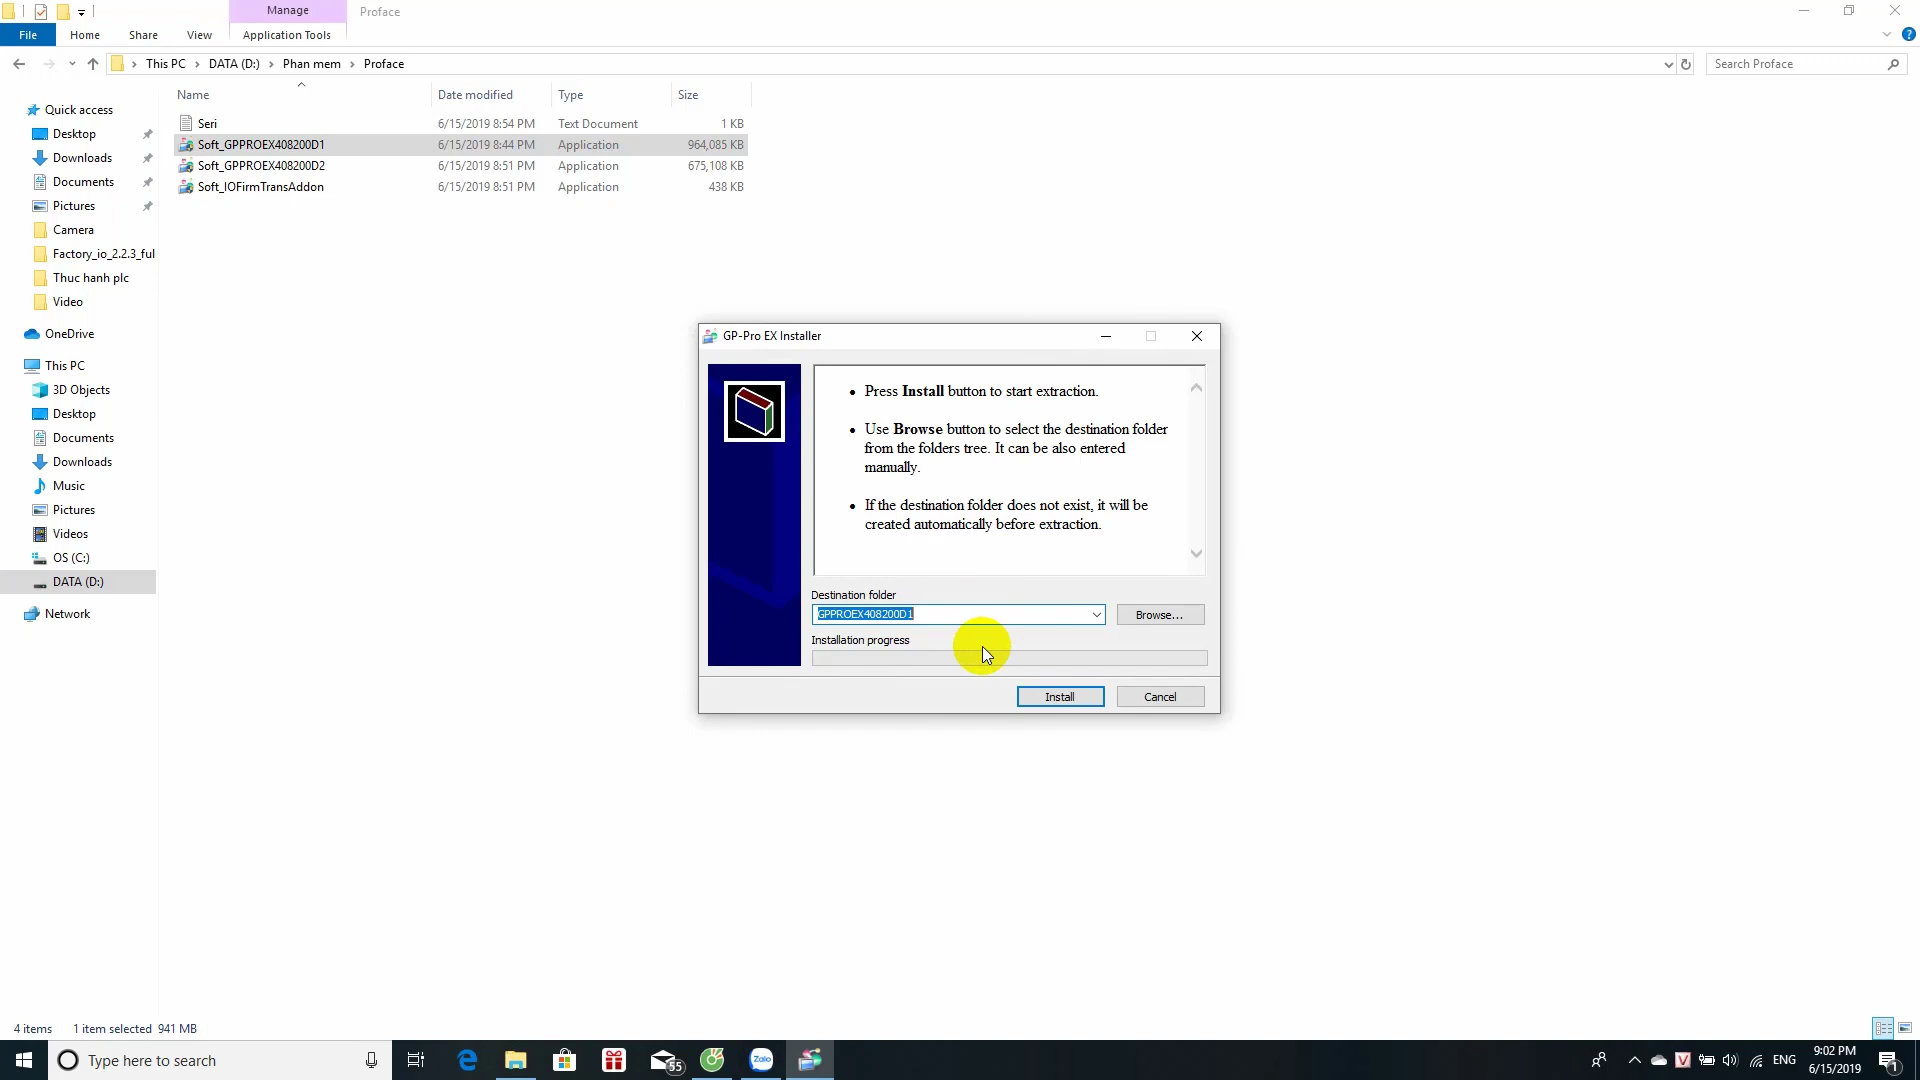 Manage
Proface
File
Home
Share
View
Application Tools
This PC
DATA (D:)
Phan mem
Proface
Search Proface
Name
Date modified
Type
Size
Seri
6/15/2019 8:54 PM
Text Document
1 KB
Soft_GPPROEX408200D1
6/15/2019 8:44 PM
Application
964,085 KB
Soft_GPPROEX408200D2
6/15/2019 8:51 PM
Application
675,108 KB
Soft_IOFirmTransAddon
6/15/2019 8:51 PM
Application
438 KB
Quick access
Desktop
Downloads
Documents
Pictures
Camera
Factory_io_2.2.3_ful
Thuc hanh plc
Video
OneDrive
This PC
3D Objects
Desktop
Documents
Downloads
Music
Pictures
Videos
OS (C:)
DATA (D:)
Network
GP-Pro EX Installer
• Press Install button to start extraction.
• Use Browse button to select the destination folder
from the folders tree. It can be also entered
manually.
• If the destination folder does not exist, it will be
created automatically before extraction.
Destination folder
GPPROEX408200D1
Browse...
Installation progress
Install
Cancel
4 items
1 item selected 941 MB
Type here to search
55
Zalo
V
ENG
9:02 PM
6/15/2019
1